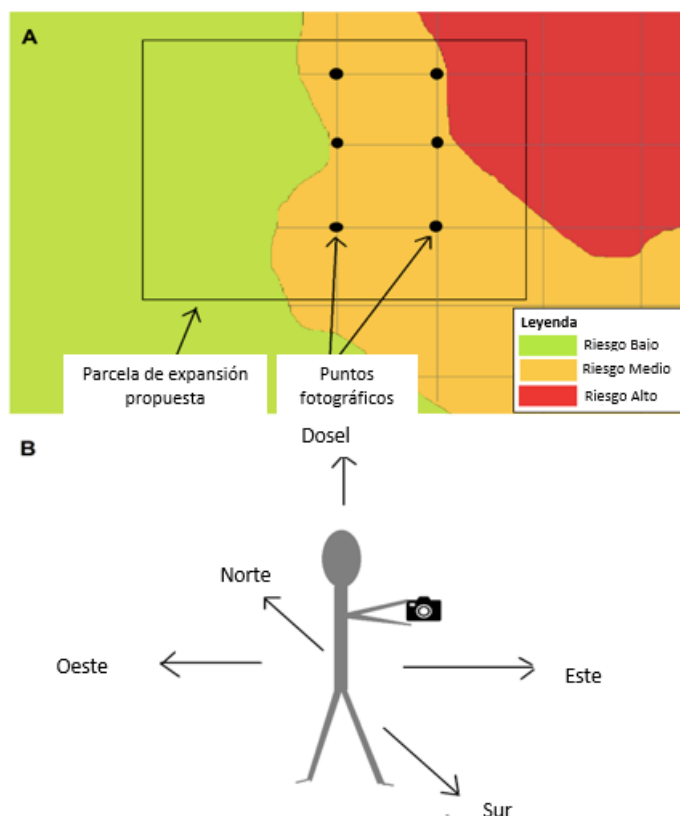 A
Leyenda
Riesgo Bajo
Riesgo Medio
Riesgo Alto
Parcela de expansión
propuesta
Puntos
fotográficos
B
Dosel
Norte
Oeste
Este
Sur